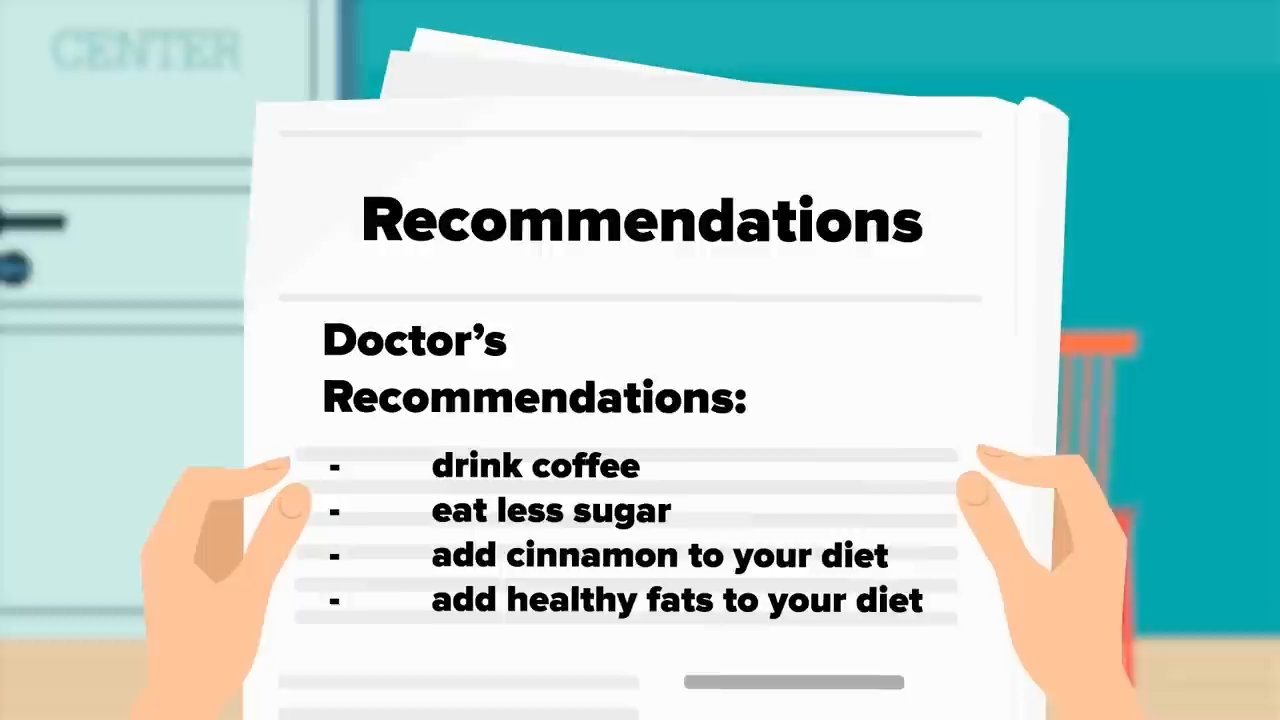 CENTER
Recommendations
Doctor’s
Recommendations:
- drink coffee
- eat less sugar
- add cinnamon to your diet
- add healthy fats to your diet